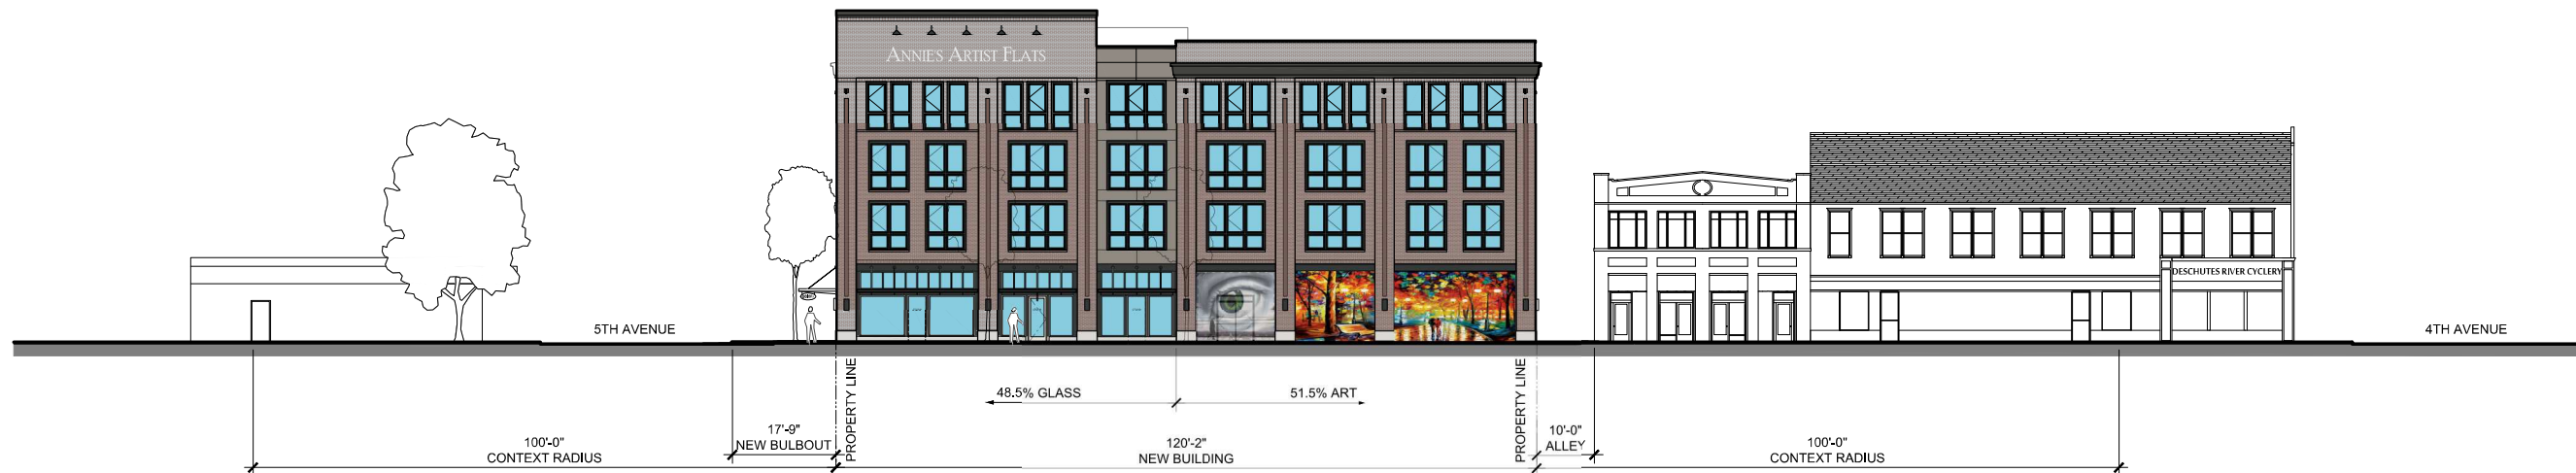 ANNIE'S ARTIST FLATS
DESCHUTES RIVER CYCLERY
5TH AVENUE
4TH AVENUE
PROPERTY LINE
PROPERTY LINE
48.5% GLASS
51.5% ART
17'-9"
NEW BULBOUT
10'-0"
ALLEY
100'-0"
CONTEXT RADIUS
120'-2"
NEW BUILDING
100'-0"
CONTEXT RADIUS